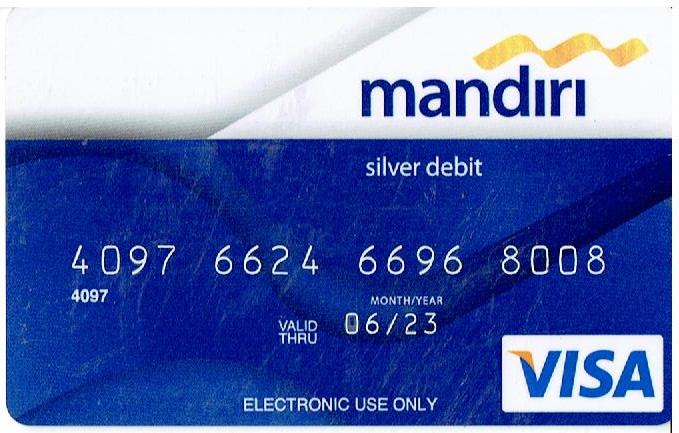 mandiri
silver debit
4097 6624 6696 8008
4097
MONTH/YEAR
VALID THRU 06/23
VISA
ELECTRONIC USE ONLY